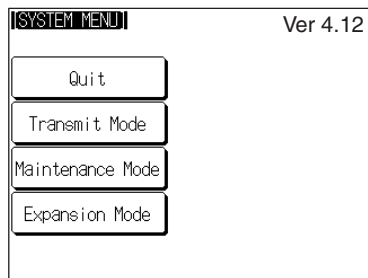 [SYSTEM MENU]
Ver 4.12
Quit
Transmit Mode
Maintenance Mode
Expansion Mode